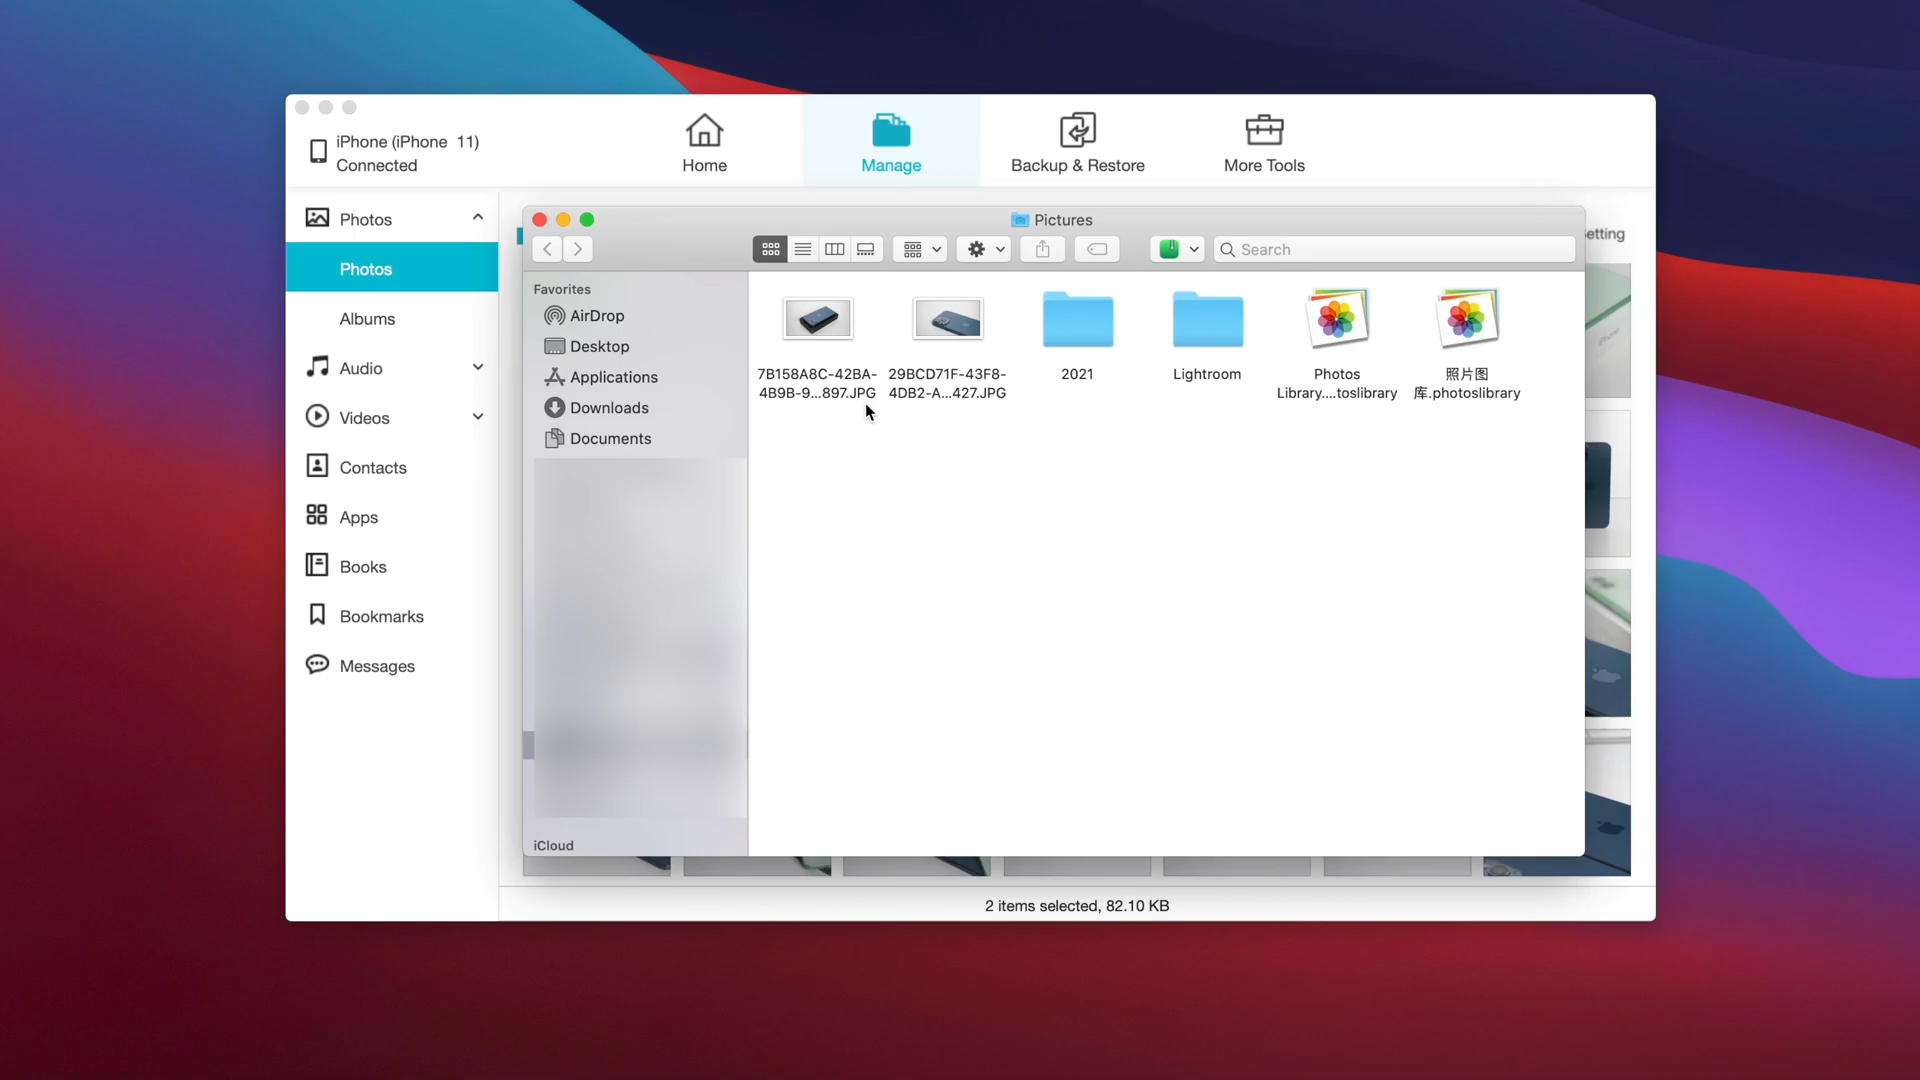 iPhone (iPhone 11)
Connected
Home
Manage
Backup & Restore
More Tools
Photos
Photos
Albums
Audio
Videos
Contacts
Apps
Books
Bookmarks
Messages
etting
Pictures
Search
Favorites
AirDrop
Desktop
Applications
Downloads
Documents
iCloud
7B158A8C-42BA-
4B9B-9...897.JPG
29BCD71F-43F8-
4DB2-A...427.JPG
2021
Lightroom
Photos
Library....toslibrary
照片图
库.photoslibrary
2 items selected, 82.10 KB